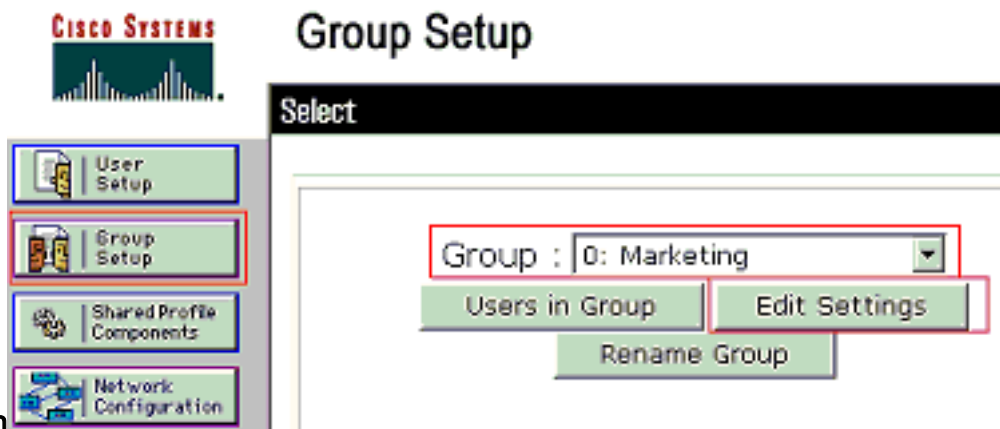 CISCO SYSTEMS
Group Setup
Select
User
Setup
Group
Setup
Shared Profile
Components
Network
Configuration
Group : 0: Marketing
Users in Group
Edit Settings
Rename Group
n